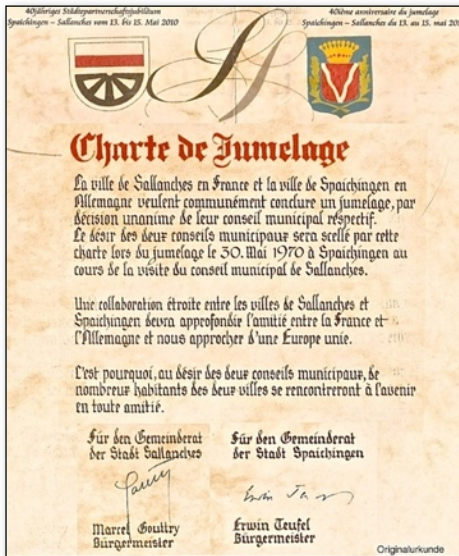 40jähriges Städtepartnerschaftsjubiläum
Spaichingen - Sallanches vom 13. bis 15. Mai 2010
40ième anniversaire du jumelage
Spaichingen - Sallanches du 13. au 15. mai 2010
Charte de Jumelage
La ville de Sallanches en France et la ville de Spaichingen en
Allemagne veulent communément conclure un jumelage, par
décision unanime de leur conseil municipal respectif.
Le désir des deux conseils municipaux sera scellé par cette
charte lors du jumelage le 30. Mai 1970 à Spaichingen au
cours de la visite du conseil municipal de Sallanches.
Une collaboration étroite entre les villes de Sallanches et
Spaichingen devra approfondir l'amitié entre la France et
l'Allemagne et nous approcher d'une Europe unie.
C'est pourquoi, au désir des deux conseils municipaux, de
nombreux habitants des deux villes se rencontreront à l'avenir
en toute amitié.
Für den Gemeinderat
der Stadt Sallanches
Für den Gemeinderat
der Stadt Spaichingen
Erwin Teufel
Marcel Gouttry
Bürgermeister
Erwin Teufel
Bürgermeister
Originalurkunde